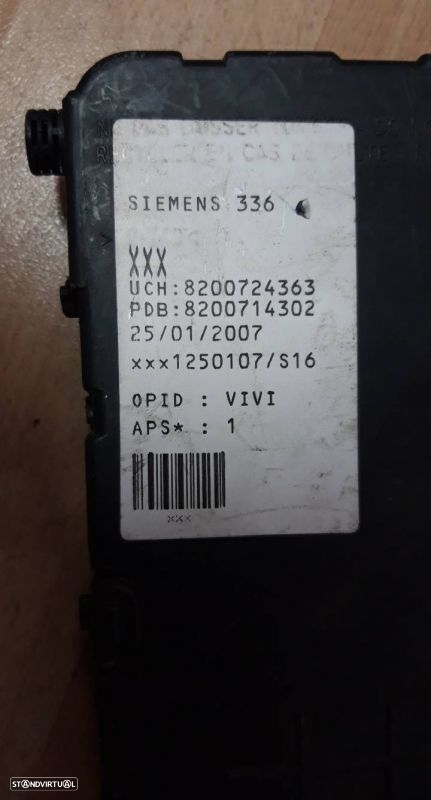 SIEMENS 336
XXX
UCH:8200724363
PDB:8200714302
25/01/2007
xxx1250107/S16
OPID : VIVI
APS* : 1
xxx
STANDVIRTUAL